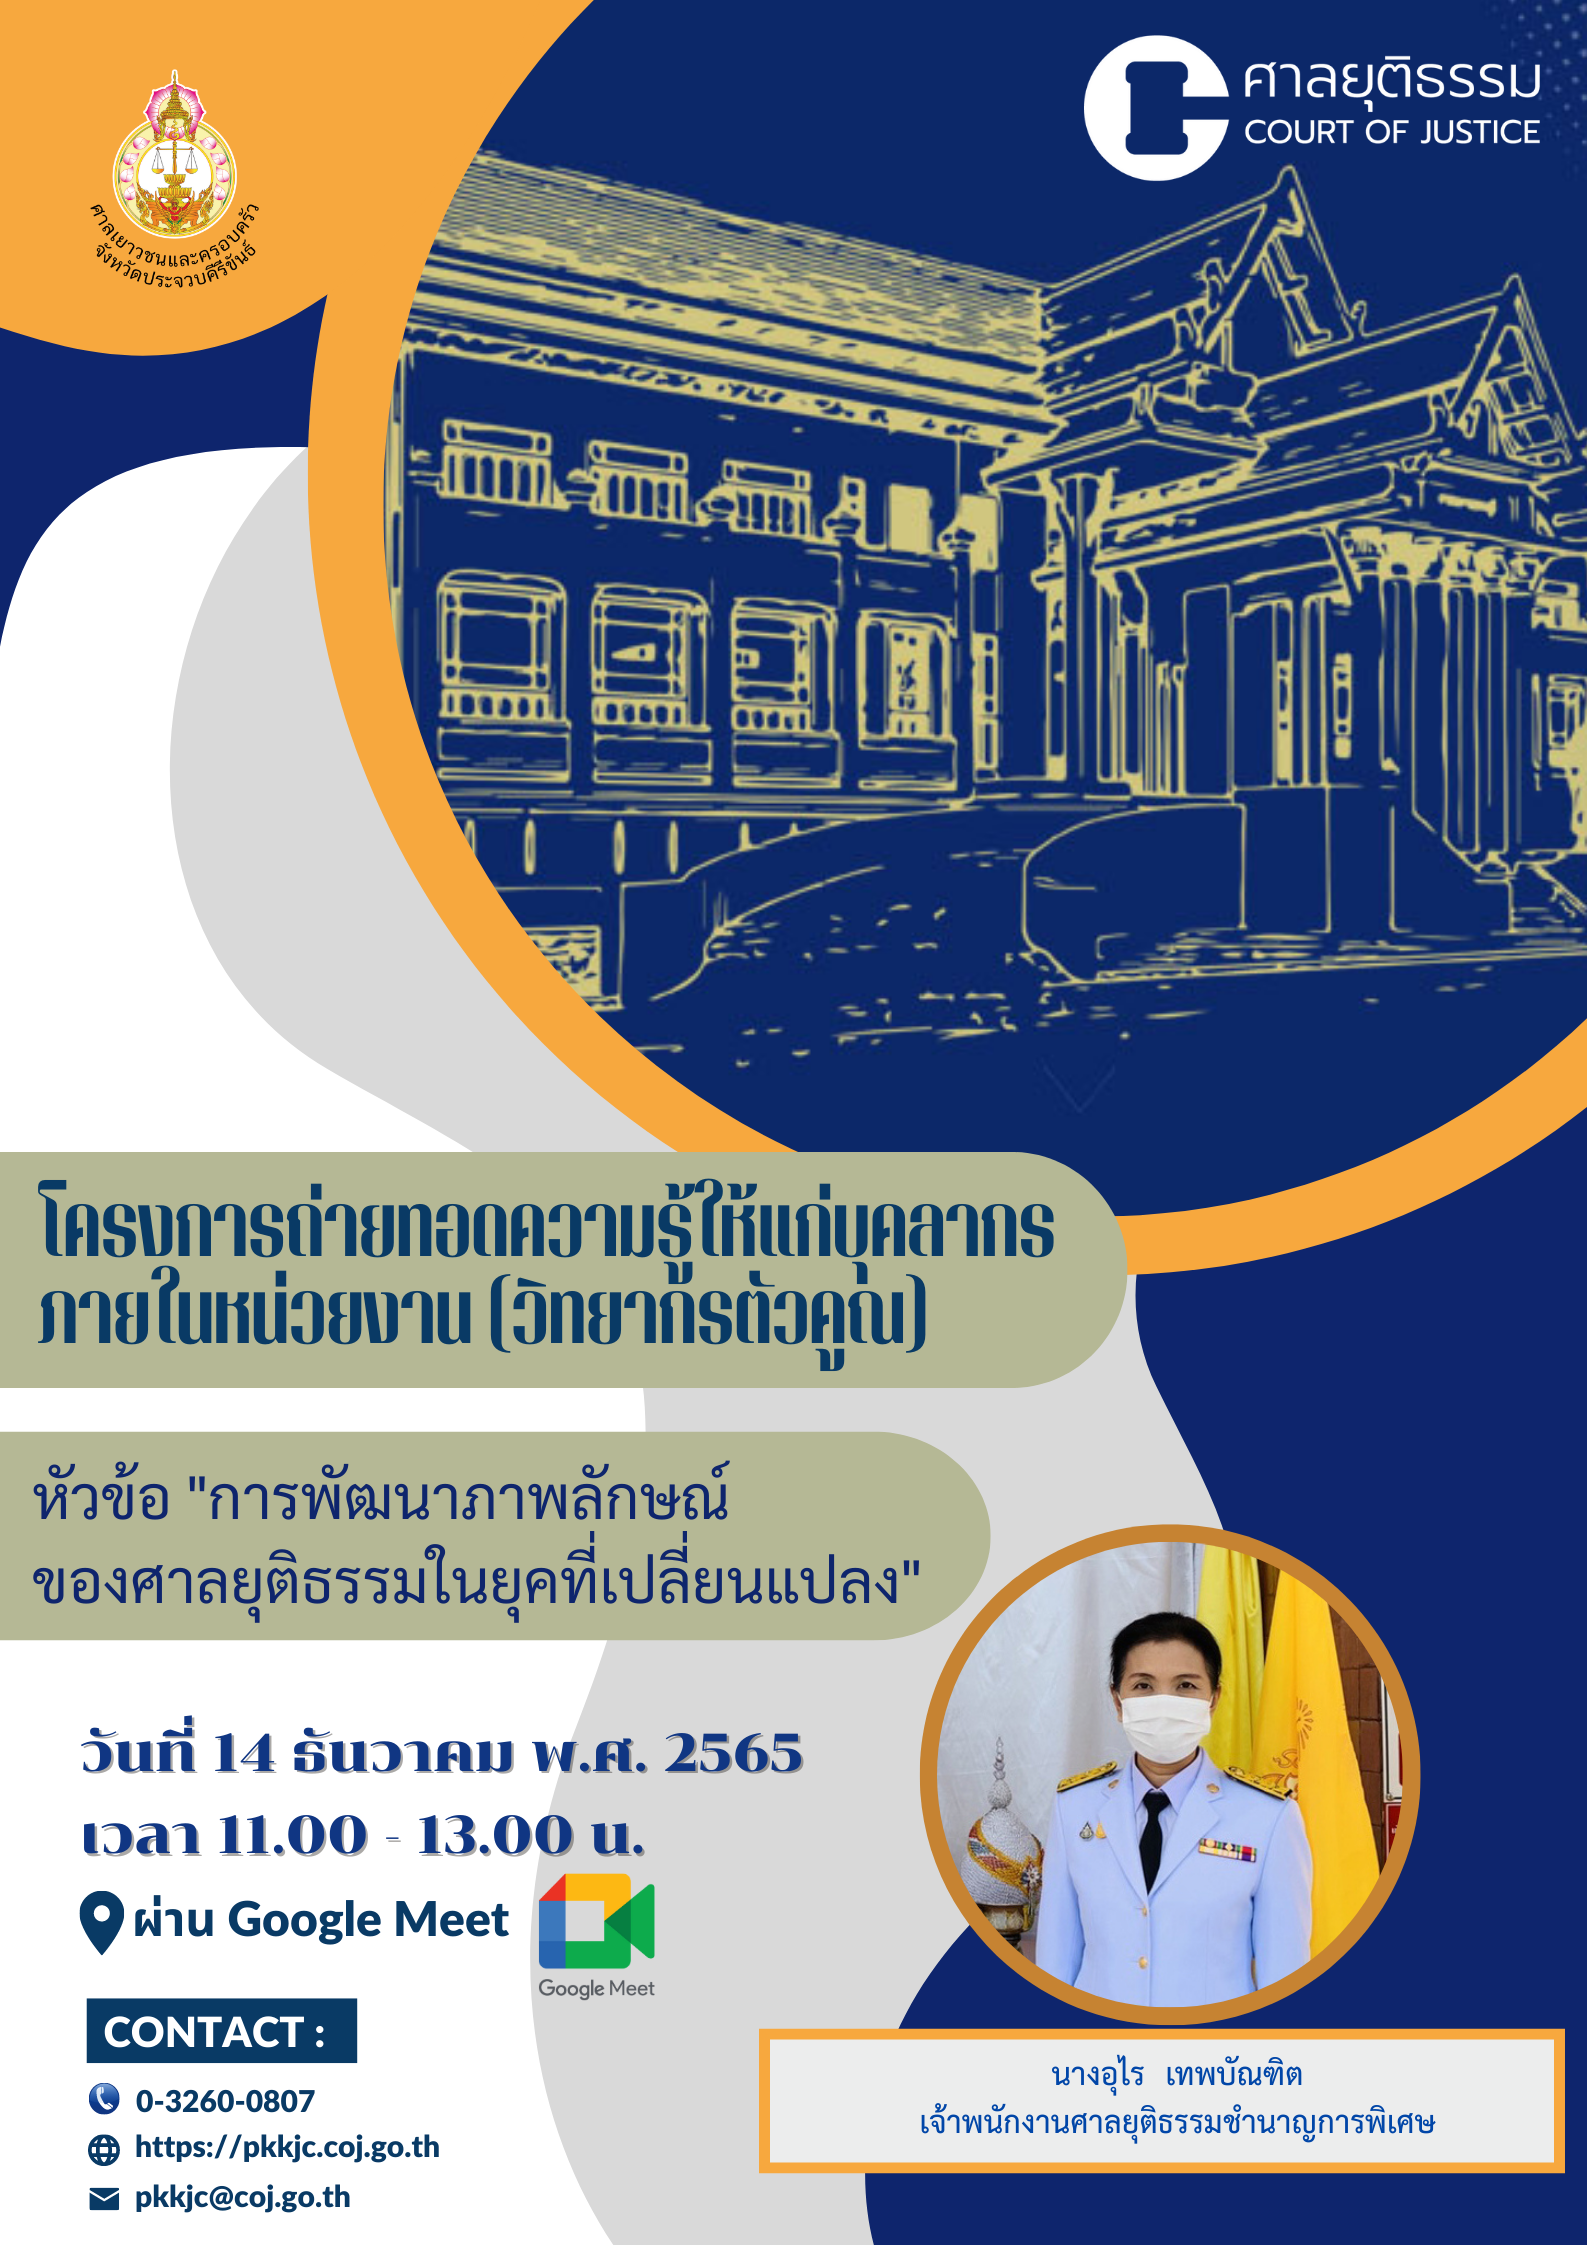 ศาลยุติธรรม
COURT OF JUSTICE
ศาลเยาวชนและครอบครัว
จังหวัดประจวบคีรีขันธ์
โครงการถ่ายทอดความรู้ให้แก่บุคลากร
ภายในหน่วยงาน (วิทยากรตัวคูณ)
หัวข้อ "การพัฒนาภาพลักษณ์
ของศาลยุติธรรมในยุคที่เปลี่ยนแปลง"
วันที่ 14 ธันวาคม พ.ศ. 2565
เวลา 11.00 - 13.00 น.
ผ่าน Google Meet
Google Meet
CONTACT :
0-3260-0807
https://pkkjc.coj.go.th
pkkjc@coj.go.th
นางอุไร เทพบัณฑิต
เจ้าพนักงานศาลยุติธรรมชำนาญการพิเศษ